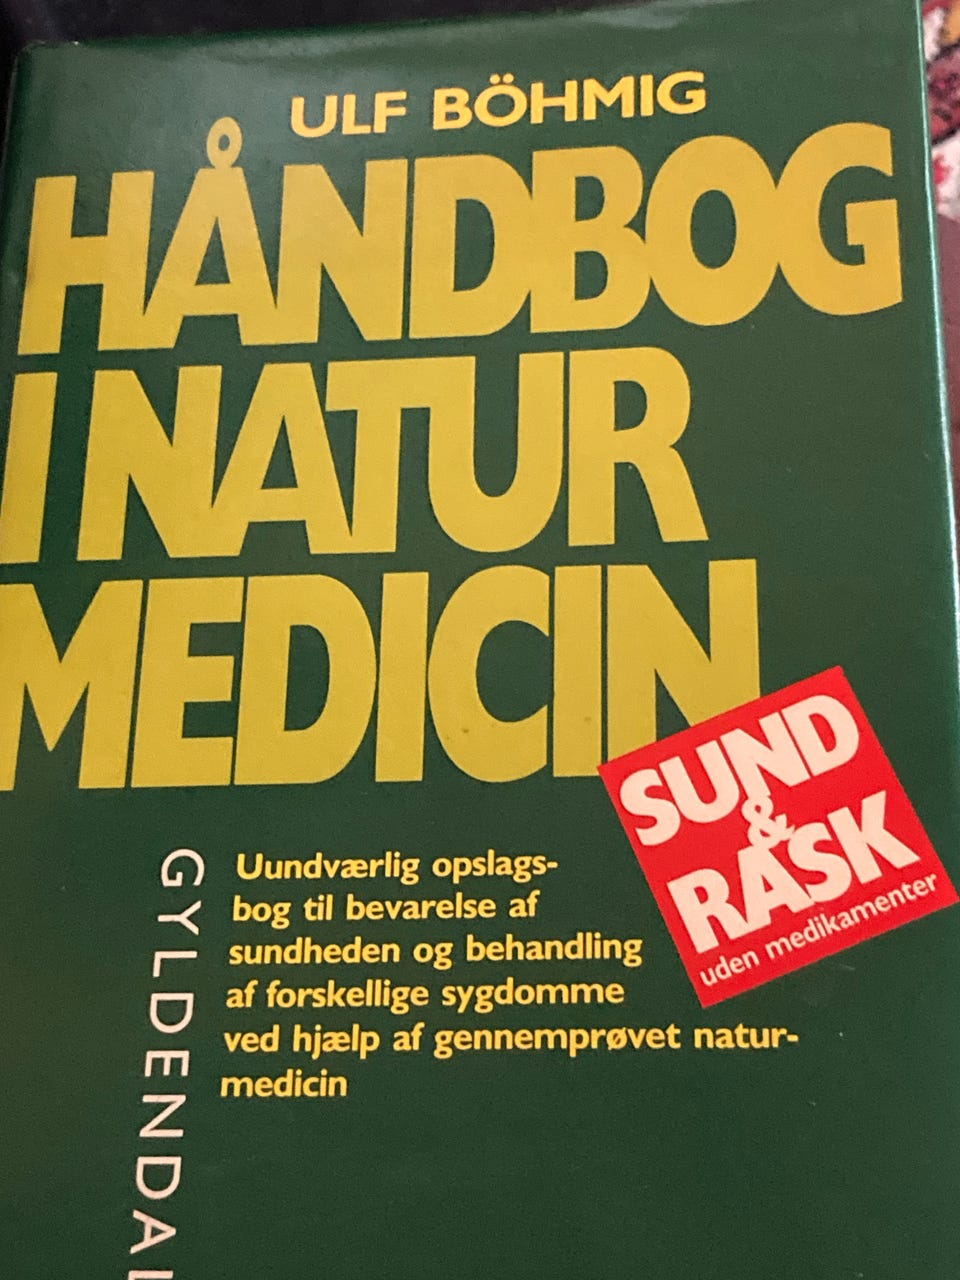 ULF BÖHMIG
HÅNDBOG
I NATUR
MEDICIN
SUND
&
RASK
uden medikamenter
GYLDENDAL
Uundværlig opslags-
bog til bevarelse af
sundheden og behandling
af forskellige sygdomme
ved hjælp af gennemprøvet natur-
medicin